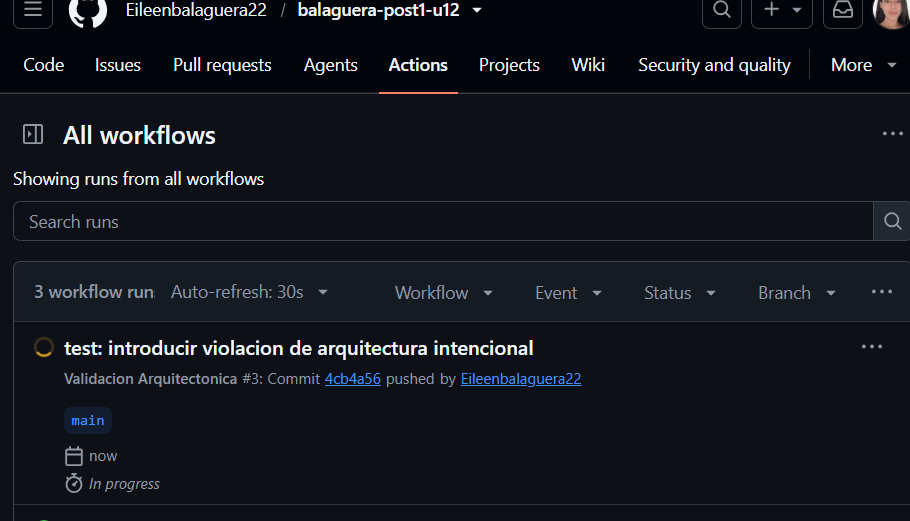 Eileenbalaguera22 / balaguera-post1-u12
Code Issues Pull requests Agents Actions Projects Wiki Security and quality More
All workflows
Showing runs from all workflows
Search runs
3 workflow run Auto-refresh: 30s Workflow Event Status Branch
test: introducir violacion de arquitectura intencional
Validacion Arquitectonica #3: Commit 4cb4a56 pushed by Eileenbalaguera22
main
now
In progress